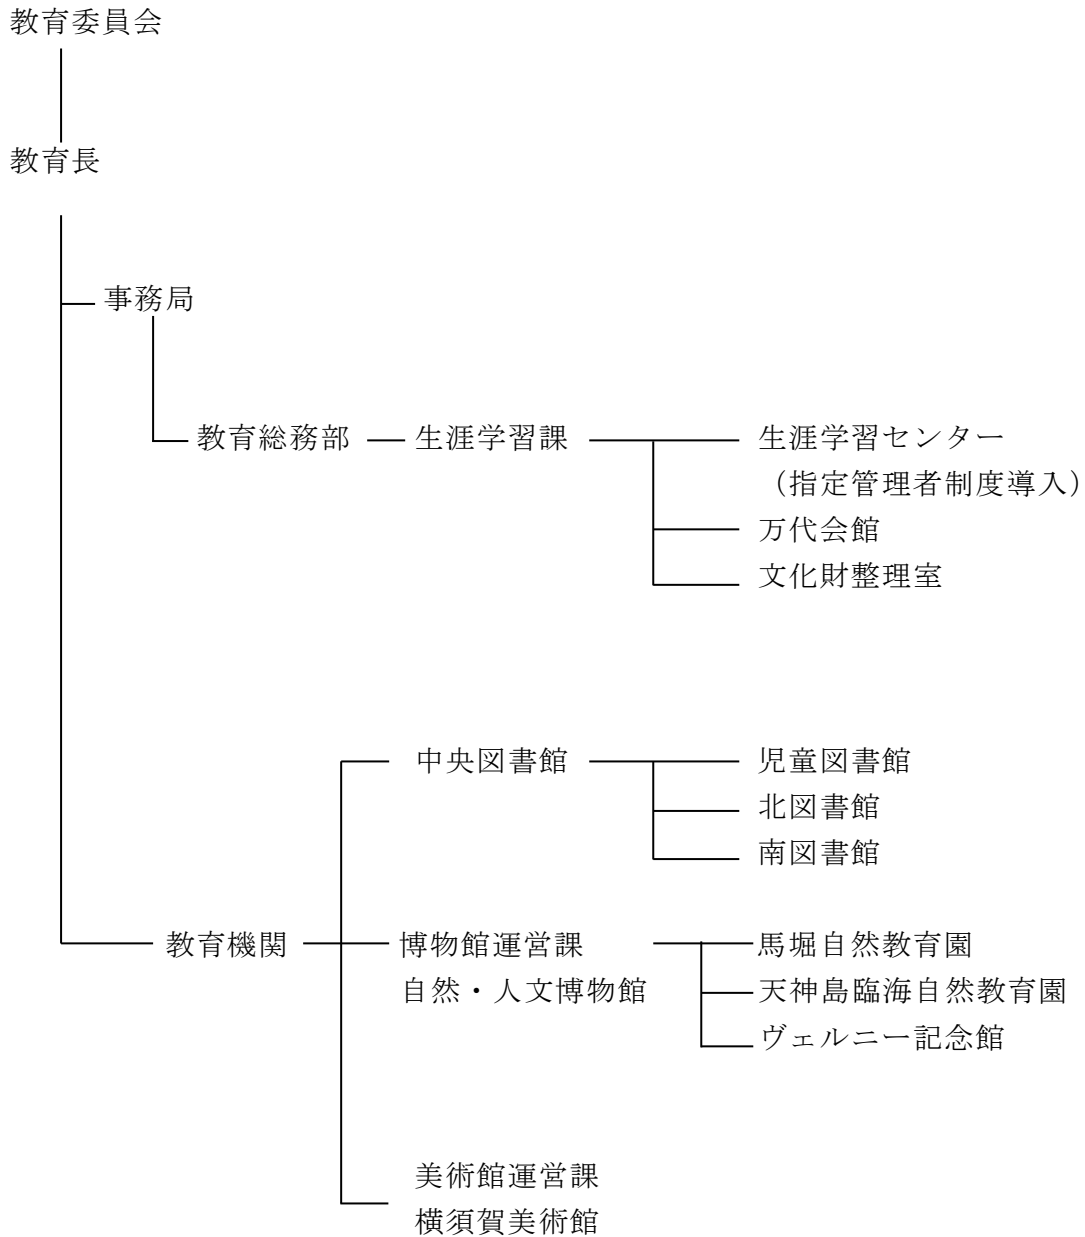 教育委員会
教育長
事務局
教育総務部
生涯学習課
生涯学習センター
（指定管理者制度導入）
万代会館
文化財整理室
中央図書館
児童図書館
北図書館
南図書館
教育機関
博物館運営課
自然・人文博物館
馬堀自然教育園
天神島臨海自然教育園
ヴェルニー記念館
美術館運営課
横須賀美術館